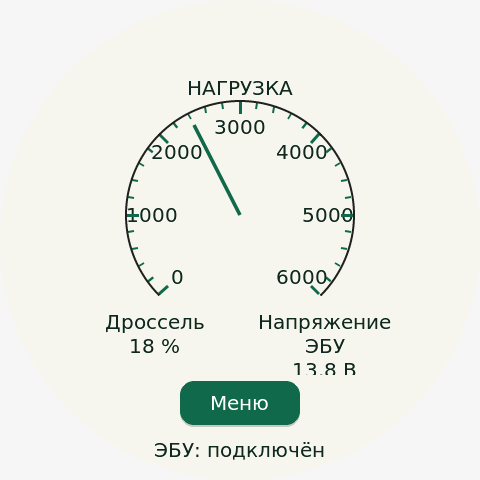 НАГРУЗКА
3000
2000
4000
1000
5000
0
6000
Дроссель
18 %
Напряжение
ЭБУ
13.8 В
Меню
ЭБУ: подключён